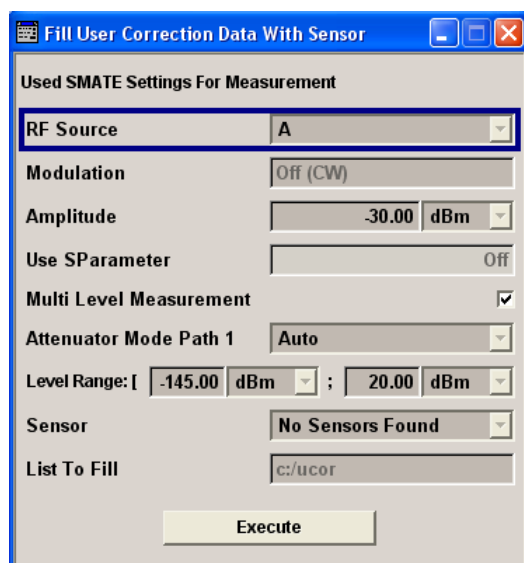 Fill User Correction Data With Sensor
Used SMATE Settings For Measurement
RF Source A
Modulation Off (CW)
Amplitude -30.00 dBm
Use SParameter Off
Multi Level Measurement
Attenuator Mode Path 1 Auto
Level Range: [ -145.00 dBm ; 20.00 dBm
Sensor No Sensors Found
List To Fill c:/ucor
Execute